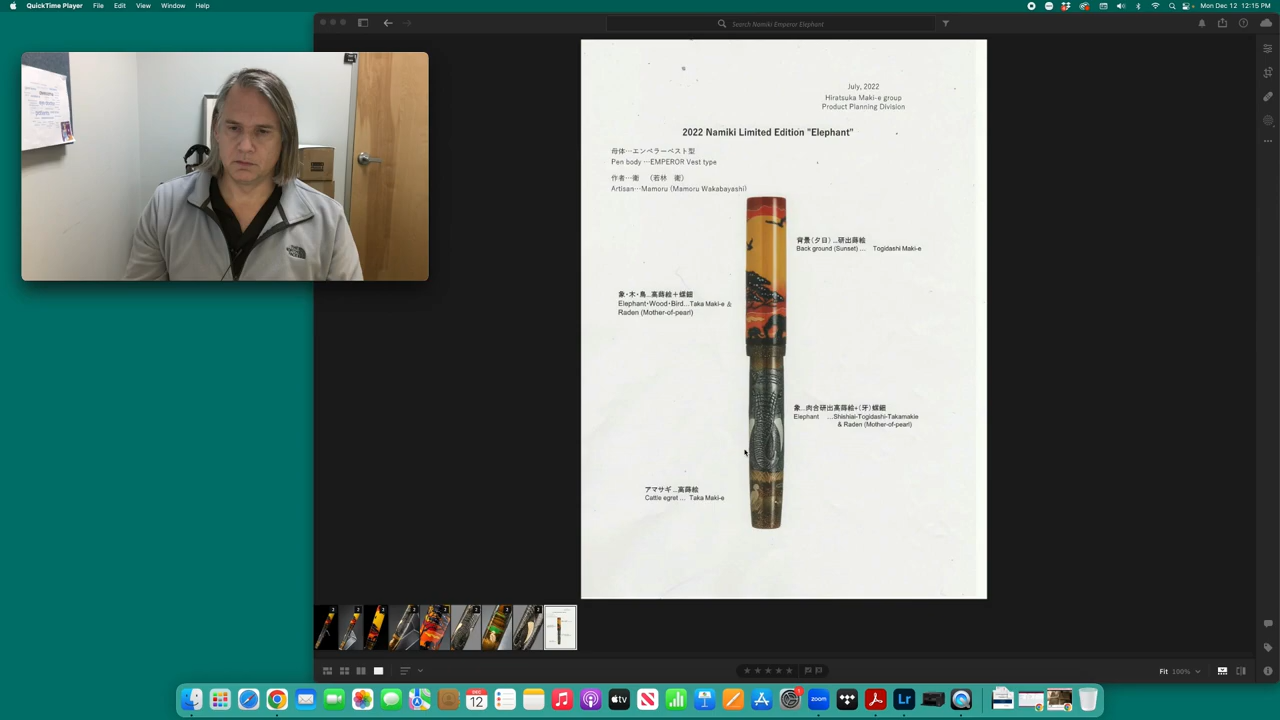 QuickTime Player File Edit View Window Help
Mon Dec 12 12:15 PM
Search Namiki Emperor Elephant
July, 2022
Hiratsuka Maki-e group
Product Planning Division
2022 Namiki Limited Edition "Elephant"
母体…エンペラーベスト型
Pen body …EMPEROR Vest type
作者…衛 （若林 衛）
Artisan…Mamoru (Mamoru Wakabayashi)
背景（夕日）…研出蒔絵
Back ground (Sunset) … Togidashi Maki-e
象・木・鳥…高蒔絵＋螺鈿
Elephant・Wood・Bird…Taka Maki-e &
Raden (Mother-of-pearl)
象…肉合研出高蒔絵+（牙）螺鈿
Elephant …Shishiai-Togidashi-Takamakie
& Raden (Mother-of-pearl)
アマサギ…高蒔絵
Cattle egret … Taka Maki-e
Fit 100%
DEC
12
tv
zoom
Lr